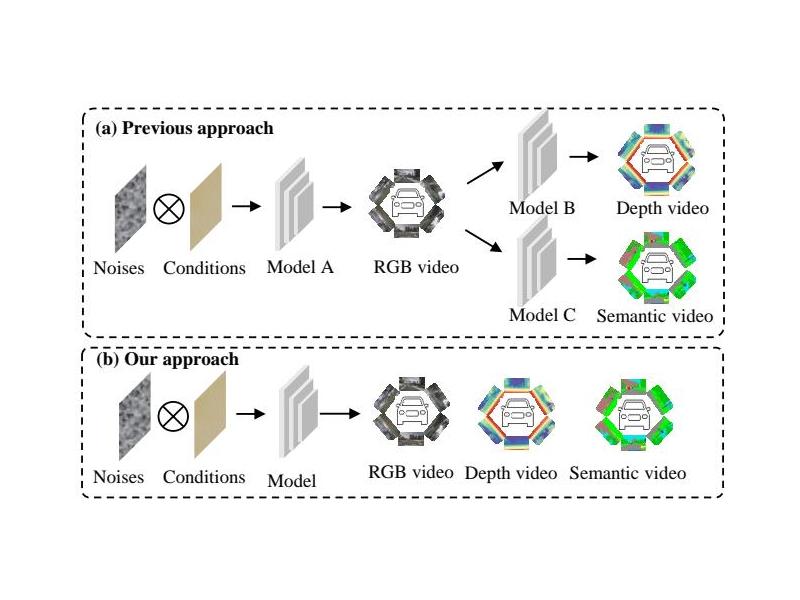 (a) Previous approach
Noises
Conditions
Model A
RGB video
Model B
Depth video
Model C
Semantic video
(b) Our approach
Noises
Conditions
Model
RGB video
Depth video
Semantic video